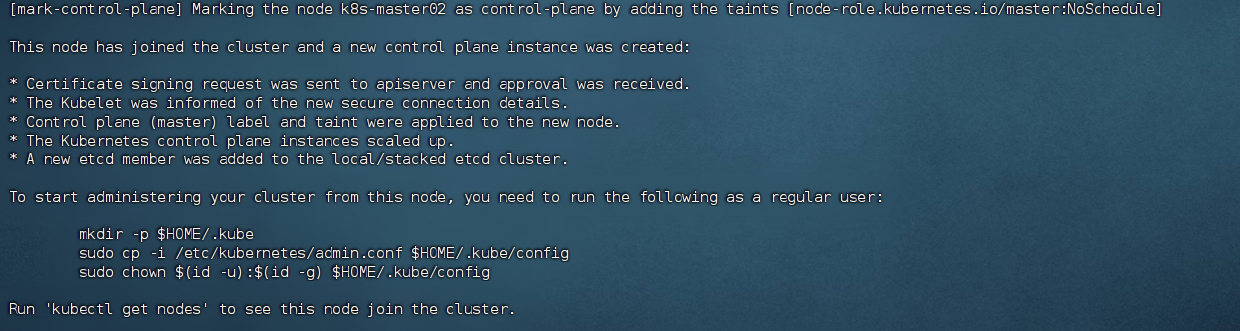 [mark-control-plane] Marking the node k8s-master02 as control-plane by adding the taints [node-role.kubernetes.io/master:NoSchedule]
This node has joined the cluster and a new control plane instance was created:
* Certificate signing request was sent to apiserver and approval was received.
* The Kubelet was informed of the new secure connection details.
* Control plane (master) label and taint were applied to the new node.
* The Kubernetes control plane instances scaled up.
* A new etcd member was added to the local/stacked etcd cluster.
To start administering your cluster from this node, you need to run the following as a regular user:
mkdir -p $HOME/.kube
sudo cp -i /etc/kubernetes/admin.conf $HOME/.kube/config
sudo chown $(id -u):$(id -g) $HOME/.kube/config
Run 'kubectl get nodes' to see this node join the cluster.